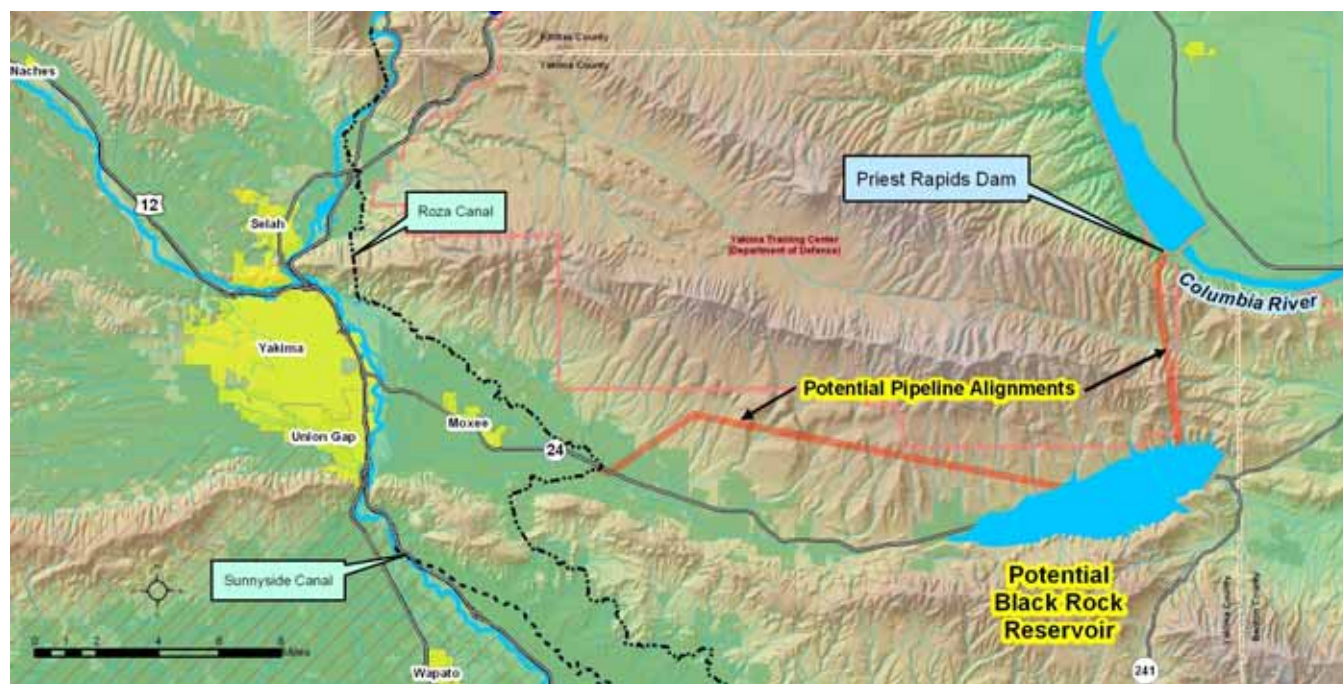 Kittitas County
Yakima County
Naches
Priest Rapids Dam
12
Selah
Roza Canal
Yakima Training Center
(Department of Defense)
Columbia River
Yakima
Potential Pipeline Alignments
Moxee
Union Gap
24
Sunnyside Canal
Potential
Black Rock
Reservoir
Yakima County
Benton County
0 1 2 4 6 8
Miles
Wapato
241